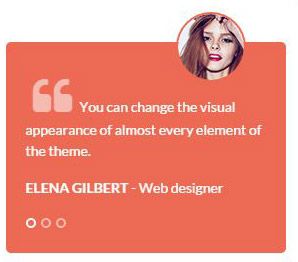 “ You can change the visual
appearance of almost every element of
the theme.
ELENA GILBERT - Web designer